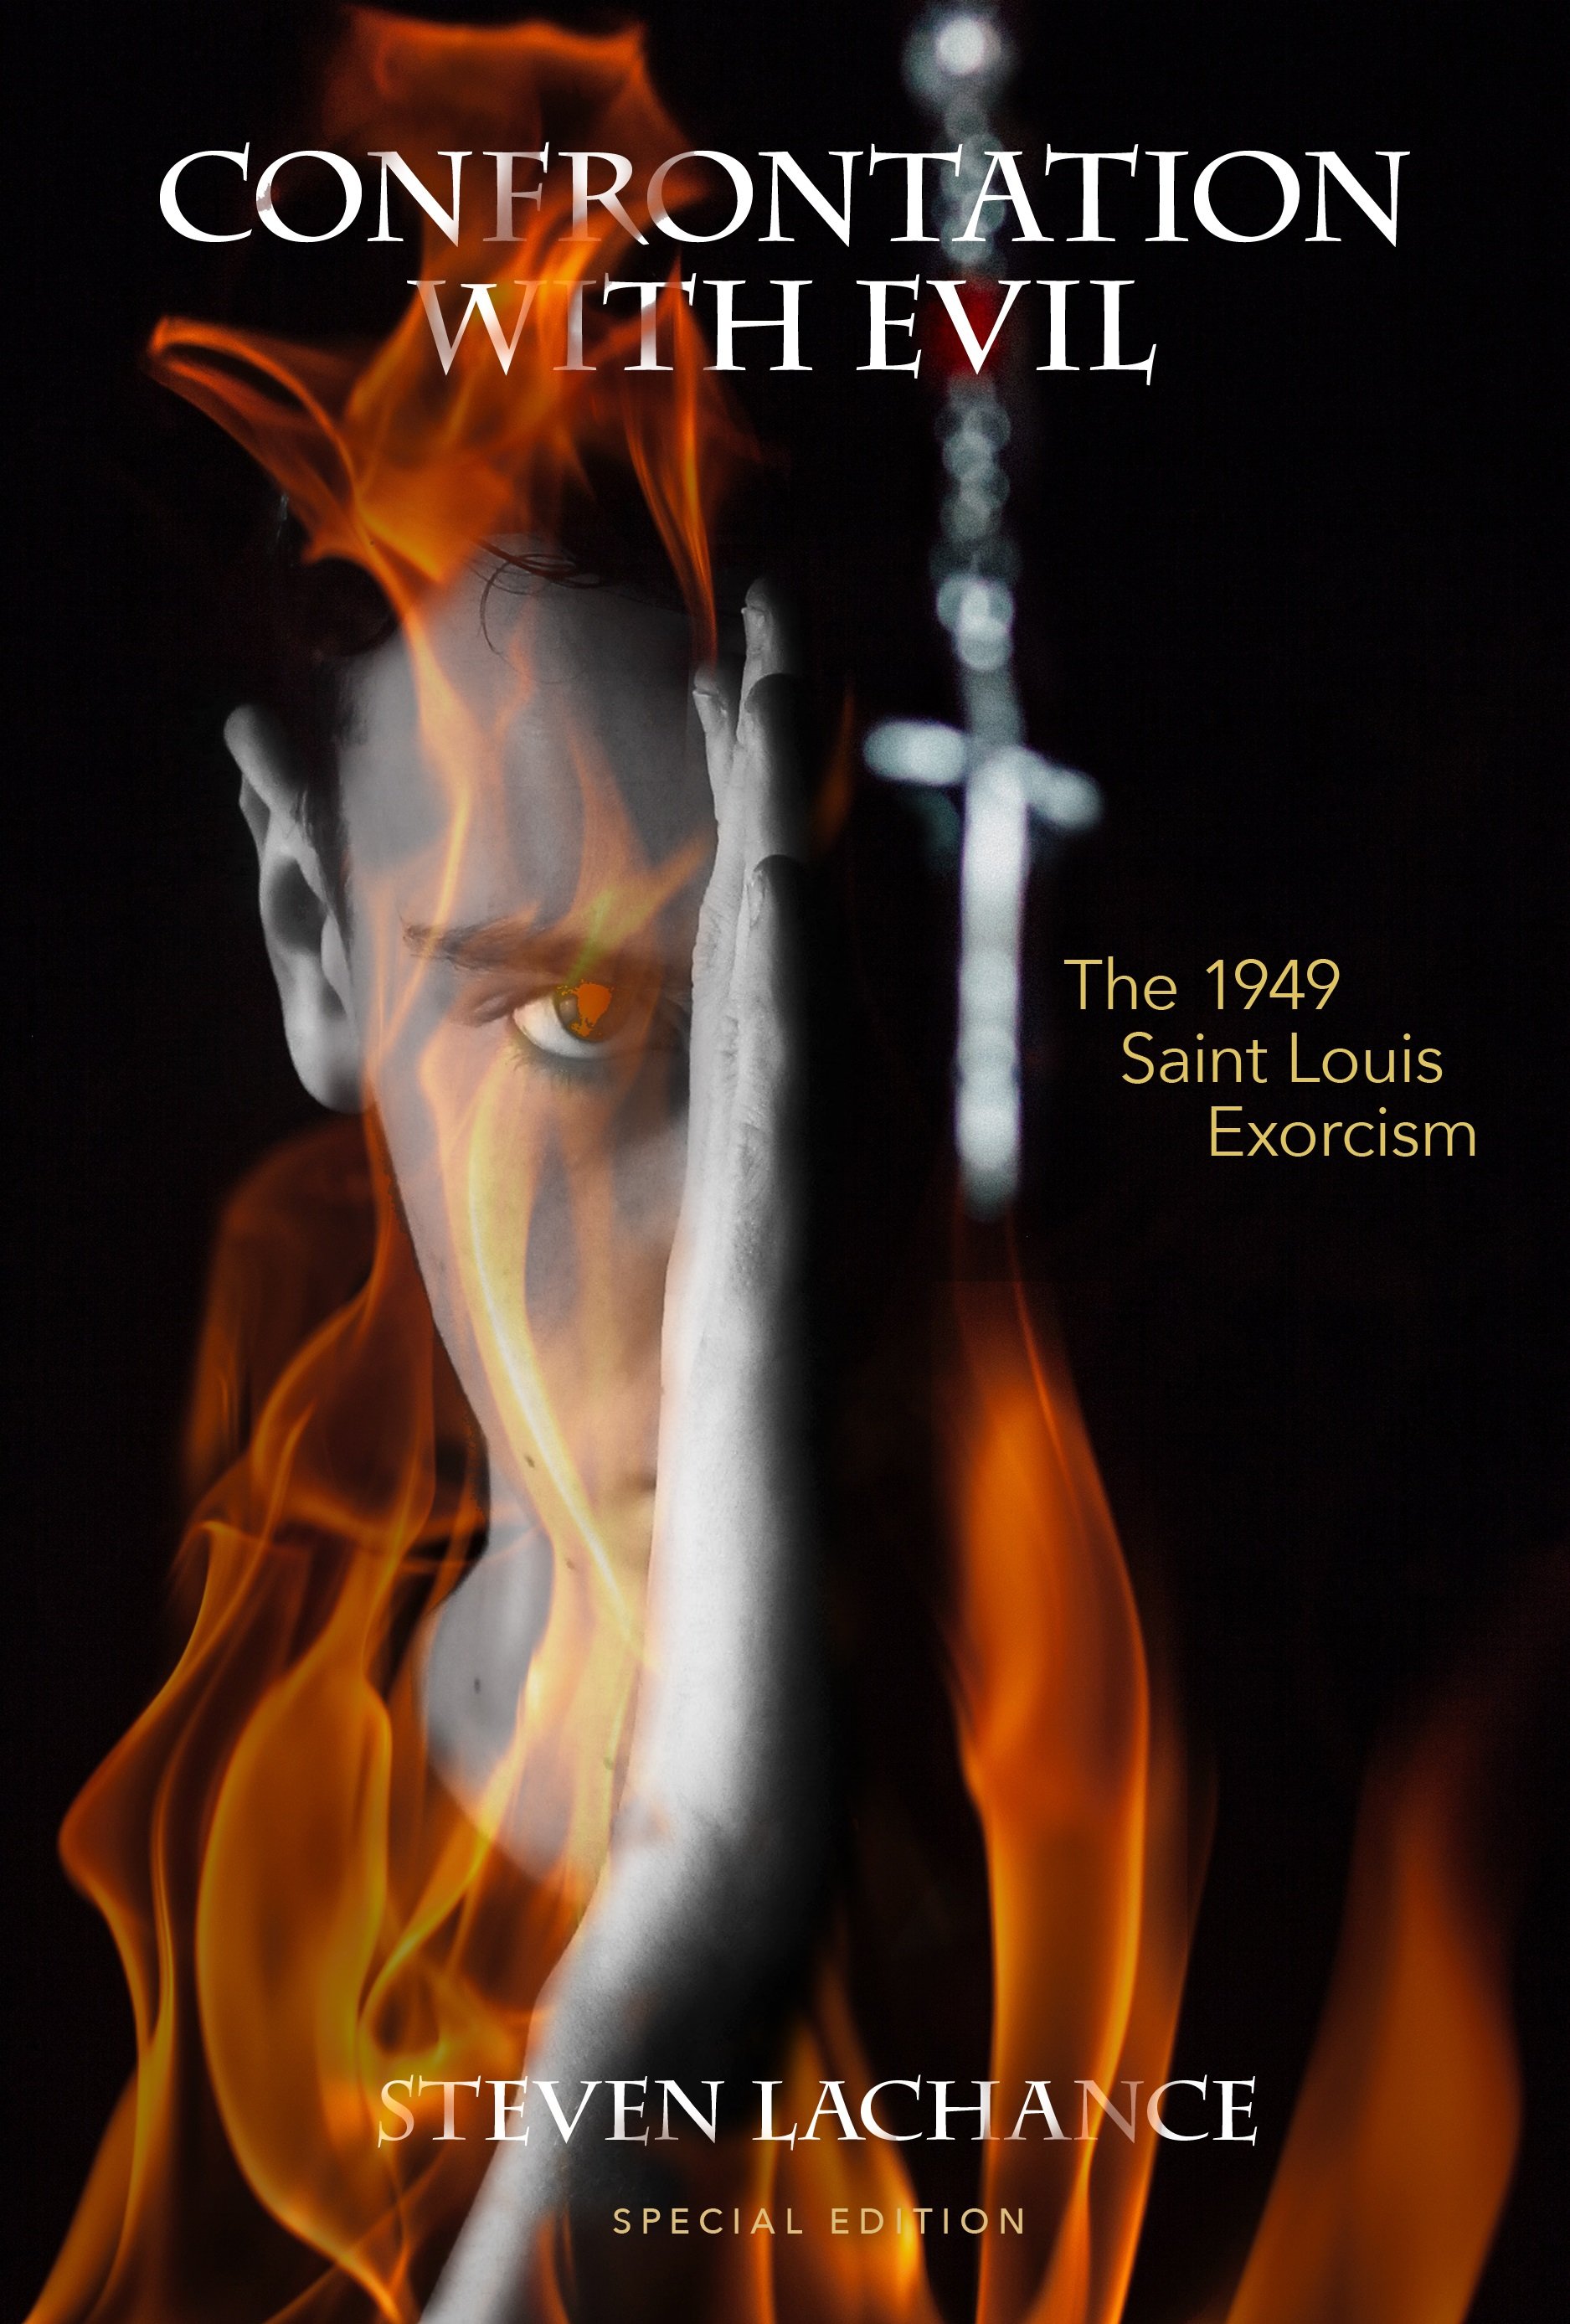 CONFRONTATION
WITH EVIL
The 1949
Saint Louis
Exorcism
STEVEN LACHANCE
SPECIAL EDITION